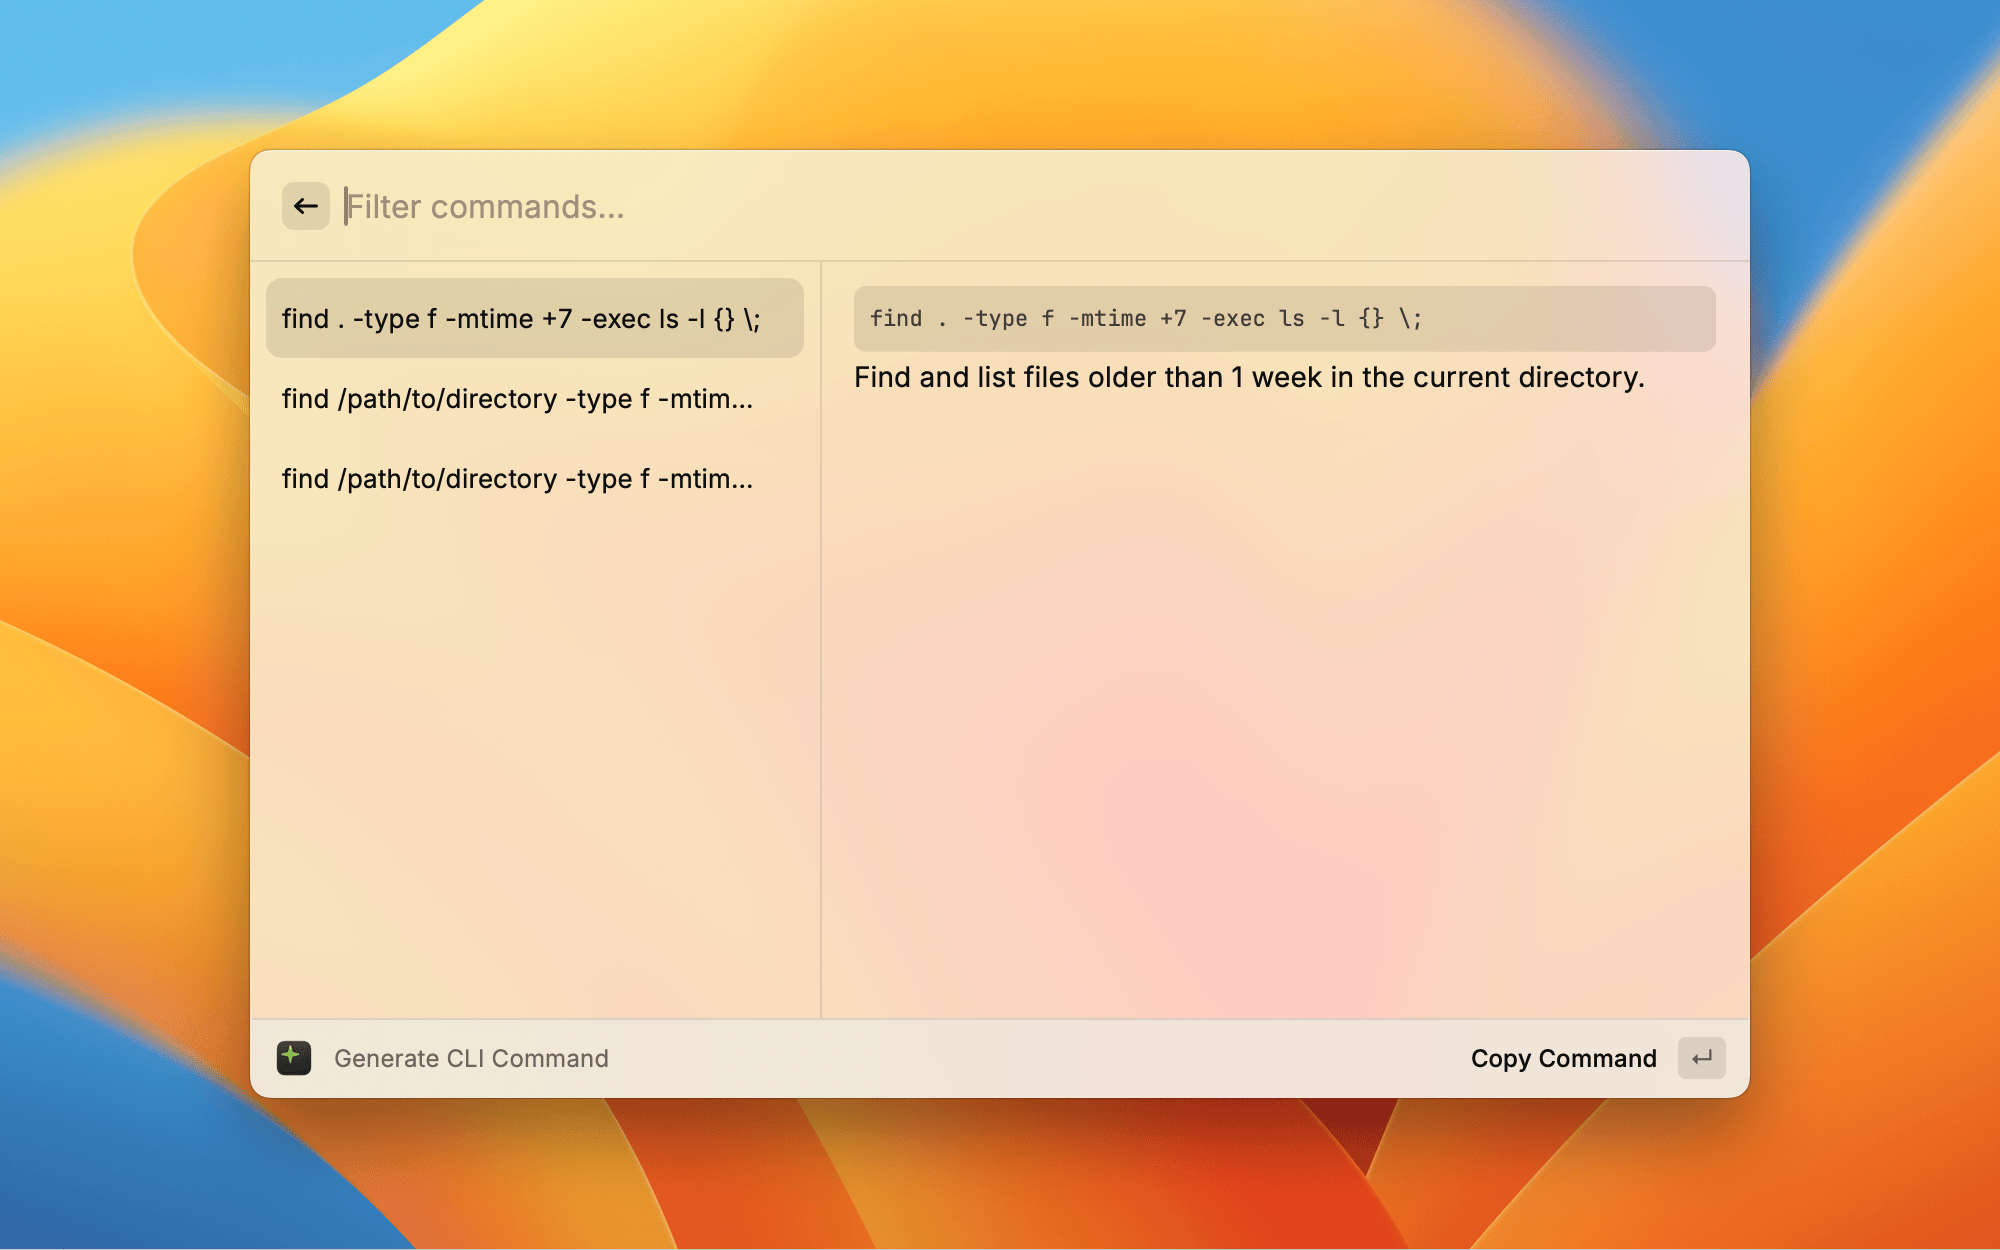 Filter commands...
find . -type f -mtime +7 -exec ls -l {} \;
find /path/to/directory -type f -mtim...
find /path/to/directory -type f -mtim...
find . -type f -mtime +7 -exec ls -l {} \;
Find and list files older than 1 week in the current directory.
Generate CLI Command
Copy Command